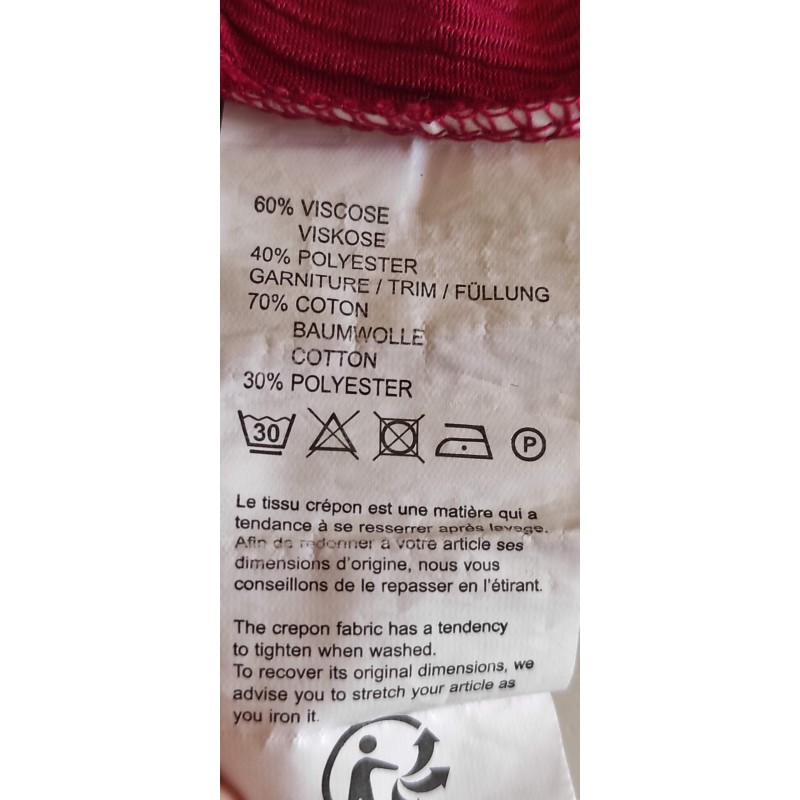 60% VISCOSE
VISKOSE
40% POLYESTER
GARNITURE / TRIM / FÜLLUNG
70% COTON
BAUMWOLLE
COTTON
30% POLYESTER
30
P
Le tissu crépon est une matière qui a
tendance à se resserrer après levege.
Afin de redonner à votre article ses
dimensions d'origine, nous vous
conseillons de le repasser en l'étirant.
The crepon fabric has a tendency
to tighten when washed.
To recover its original dimensions, we
advise you to stretch your article as
you iron it.